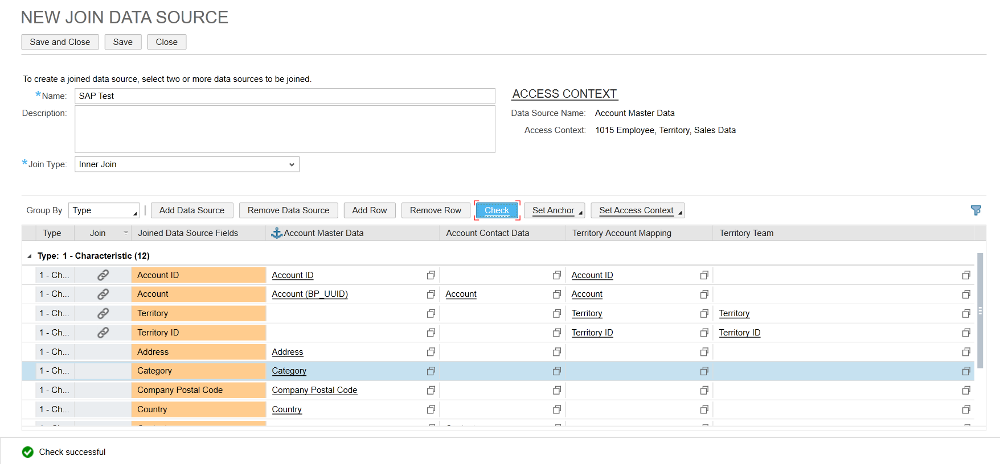 NEW JOIN DATA SOURCE
Save and Close Save Close
To create a joined data source, select two or more data sources to be joined.
*Name: SAP Test
Description:
*Join Type: Inner Join
ACCESS CONTEXT
Data Source Name: Account Master Data
Access Context: 1015 Employee, Territory, Sales Data
Group By Type Add Data Source Remove Data Source Add Row Remove Row Check Set Anchor Set Access Context
Type Join Joined Data Source Fields Account Master Data Account Contact Data Territory Account Mapping Territory Team
Type: 1 - Characteristic (12)
1 - Ch... Account ID Account ID Account ID
1 - Ch... Account Account (BP_UUID) Account Account
1 - Ch... Territory Territory Territory
1 - Ch... Territory ID Territory ID Territory ID
1 - Ch... Address Address
1 - Ch... Category Category
1 - Ch... Company Postal Code Company Postal Code
1 - Ch... Country Country
Check successful